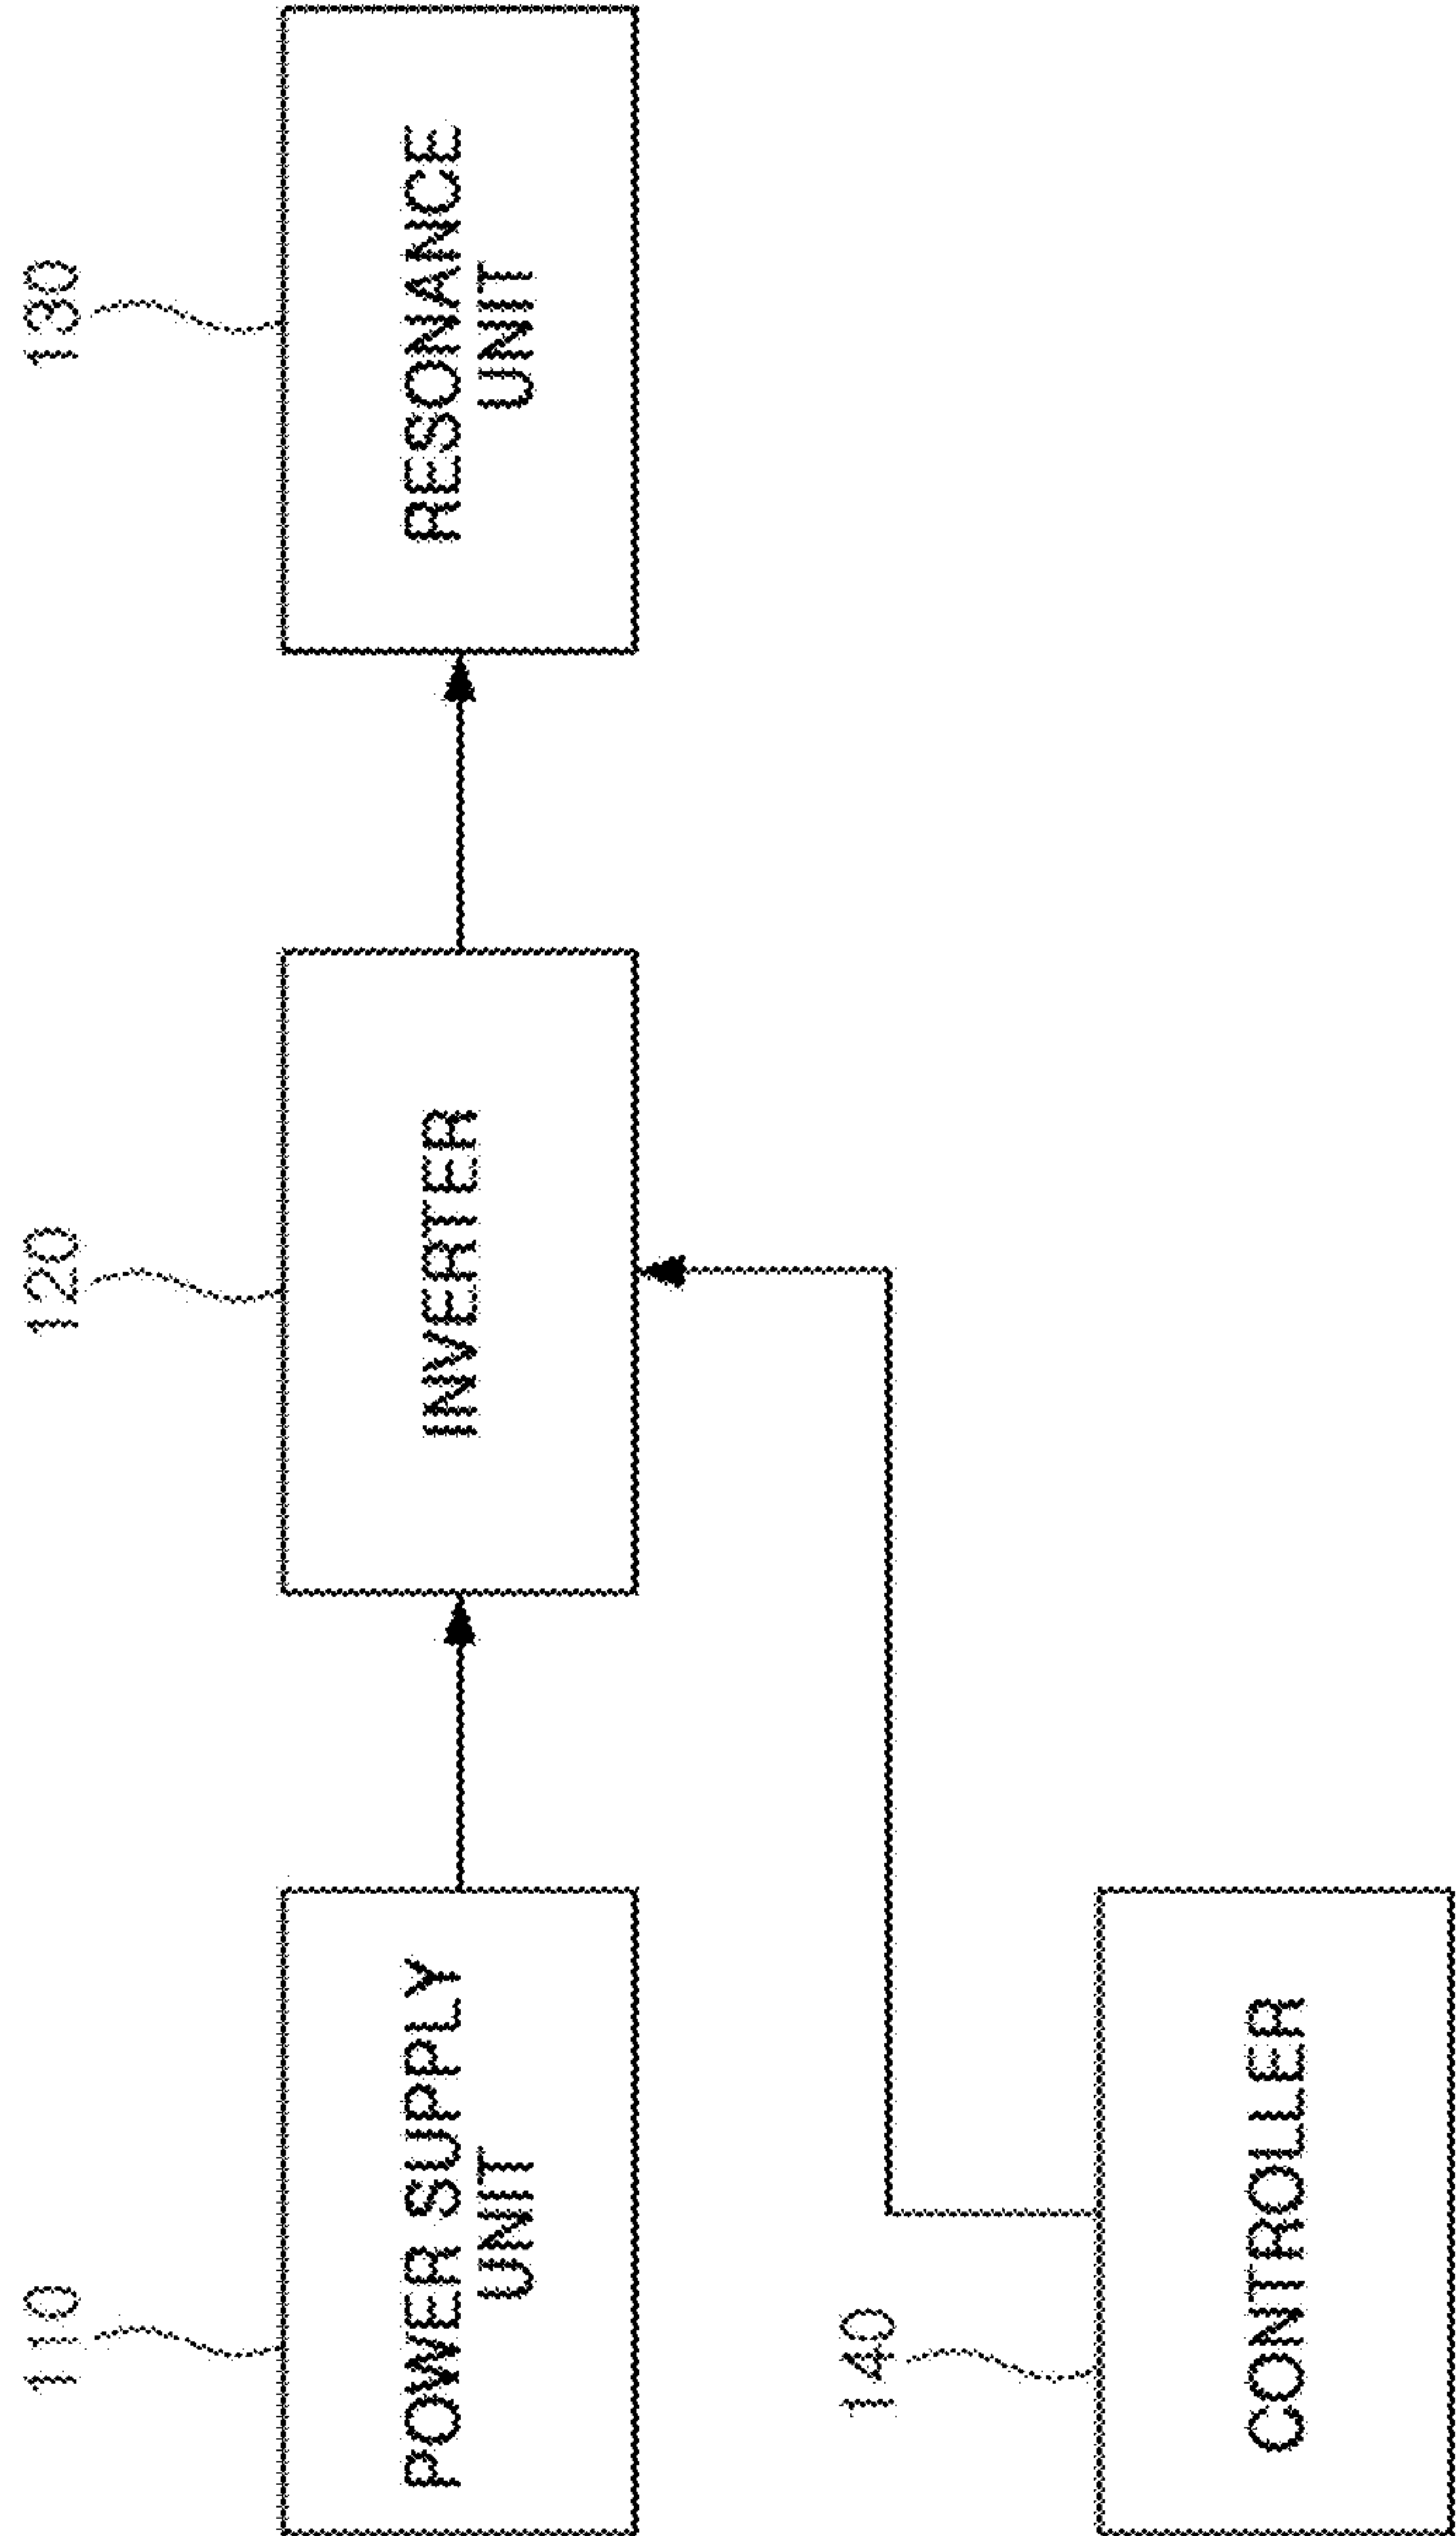 110
POWER SUPPLY
UNIT
120
INVERTER
130
RESONANCE
UNIT
140
CONTROLLER